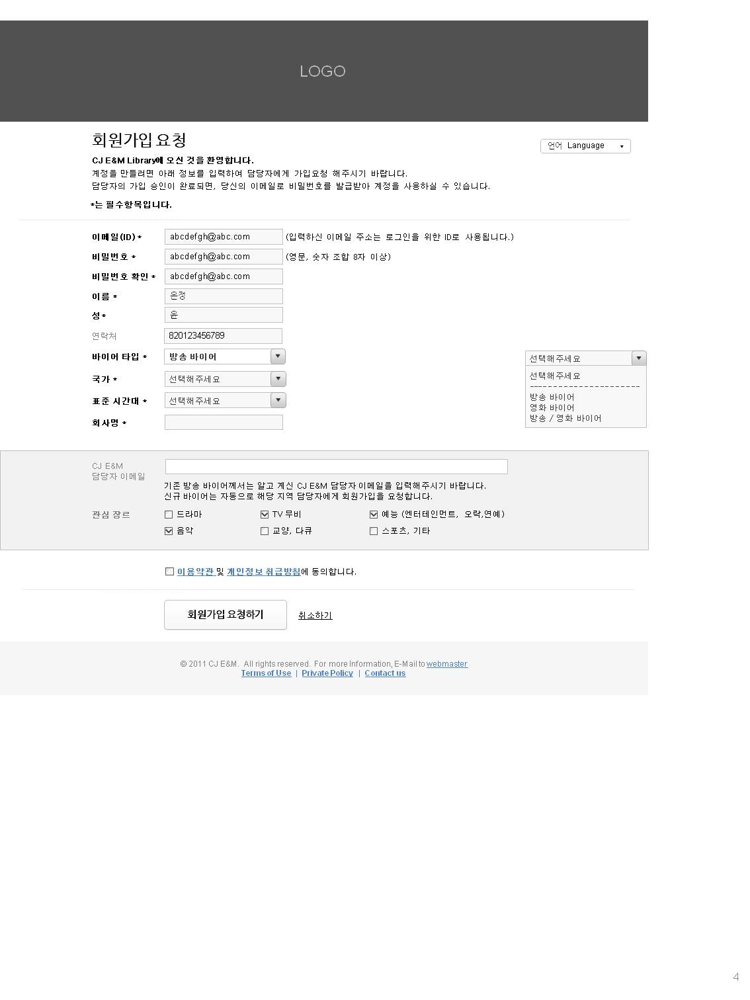 LOGO
회원가입 요청
언어 Language
CJ E&M Library에 오신 것을 환영합니다.
계정을 만들려면 아래 정보를 입력하여 담당자에게 가입요청 해주시기 바랍니다.
담당자의 가입 승인이 완료되면, 당신의 이메일로 비밀번호를 발급받아 계정을 사용하실 수 있습니다.
*는 필수항목입니다.
이메일(ID) * abcdefgh@abc.com (입력하신 이메일 주소는 로그인을 위한 ID로 사용됩니다.)
비밀번호 * abcdefgh@abc.com (영문, 숫자 조합 8자 이상)
비밀번호 확인 * abcdefgh@abc.com
이름 * 은정
성 * 윤
연락처 820123456789
바이어 타입 * 방송 바이어
국가 * 선택해주세요
표준 시간대 * 선택해주세요
회사명 *
선택해주세요
선택해주세요
----------------------
방송 바이어
영화 바이어
방송 / 영화 바이어
CJ E&M
담당자 이메일
기존 방송 바이어께서는 알고 계신 CJ E&M 담당자 이메일을 입력해주시기 바랍니다.
신규 바이어는 자동으로 해당 지역 담당자에게 회원가입을 요청합니다.
관심 장르 드라마 TV 무비 예능 (엔터테인먼트, 오락,연예)
음악 교양, 다큐 스포츠, 기타
이용약관 및 개인정보 취급방침에 동의합니다.
회원가입 요청하기 취소하기
© 2011 CJ E&M. All rights reserved. For more Information, E-Mail to webmaster
Terms of Use | Private Policy | Contact us
4